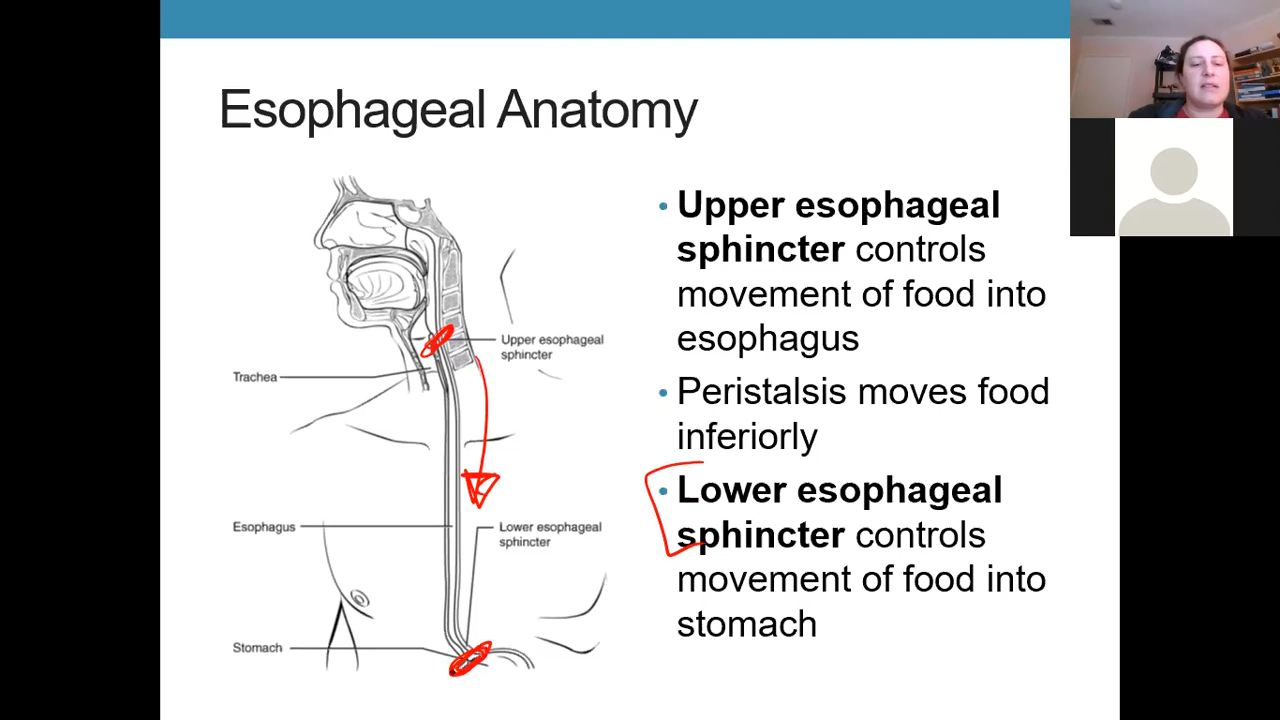 Esophageal Anatomy
Upper esophageal
sphincter
Trachea
Esophagus
Lower esophageal
sphincter
Stomach
• Upper esophageal
sphincter controls
movement of food into
esophagus
• Peristalsis moves food
inferiorly
• Lower esophageal
sphincter controls
movement of food into
stomach